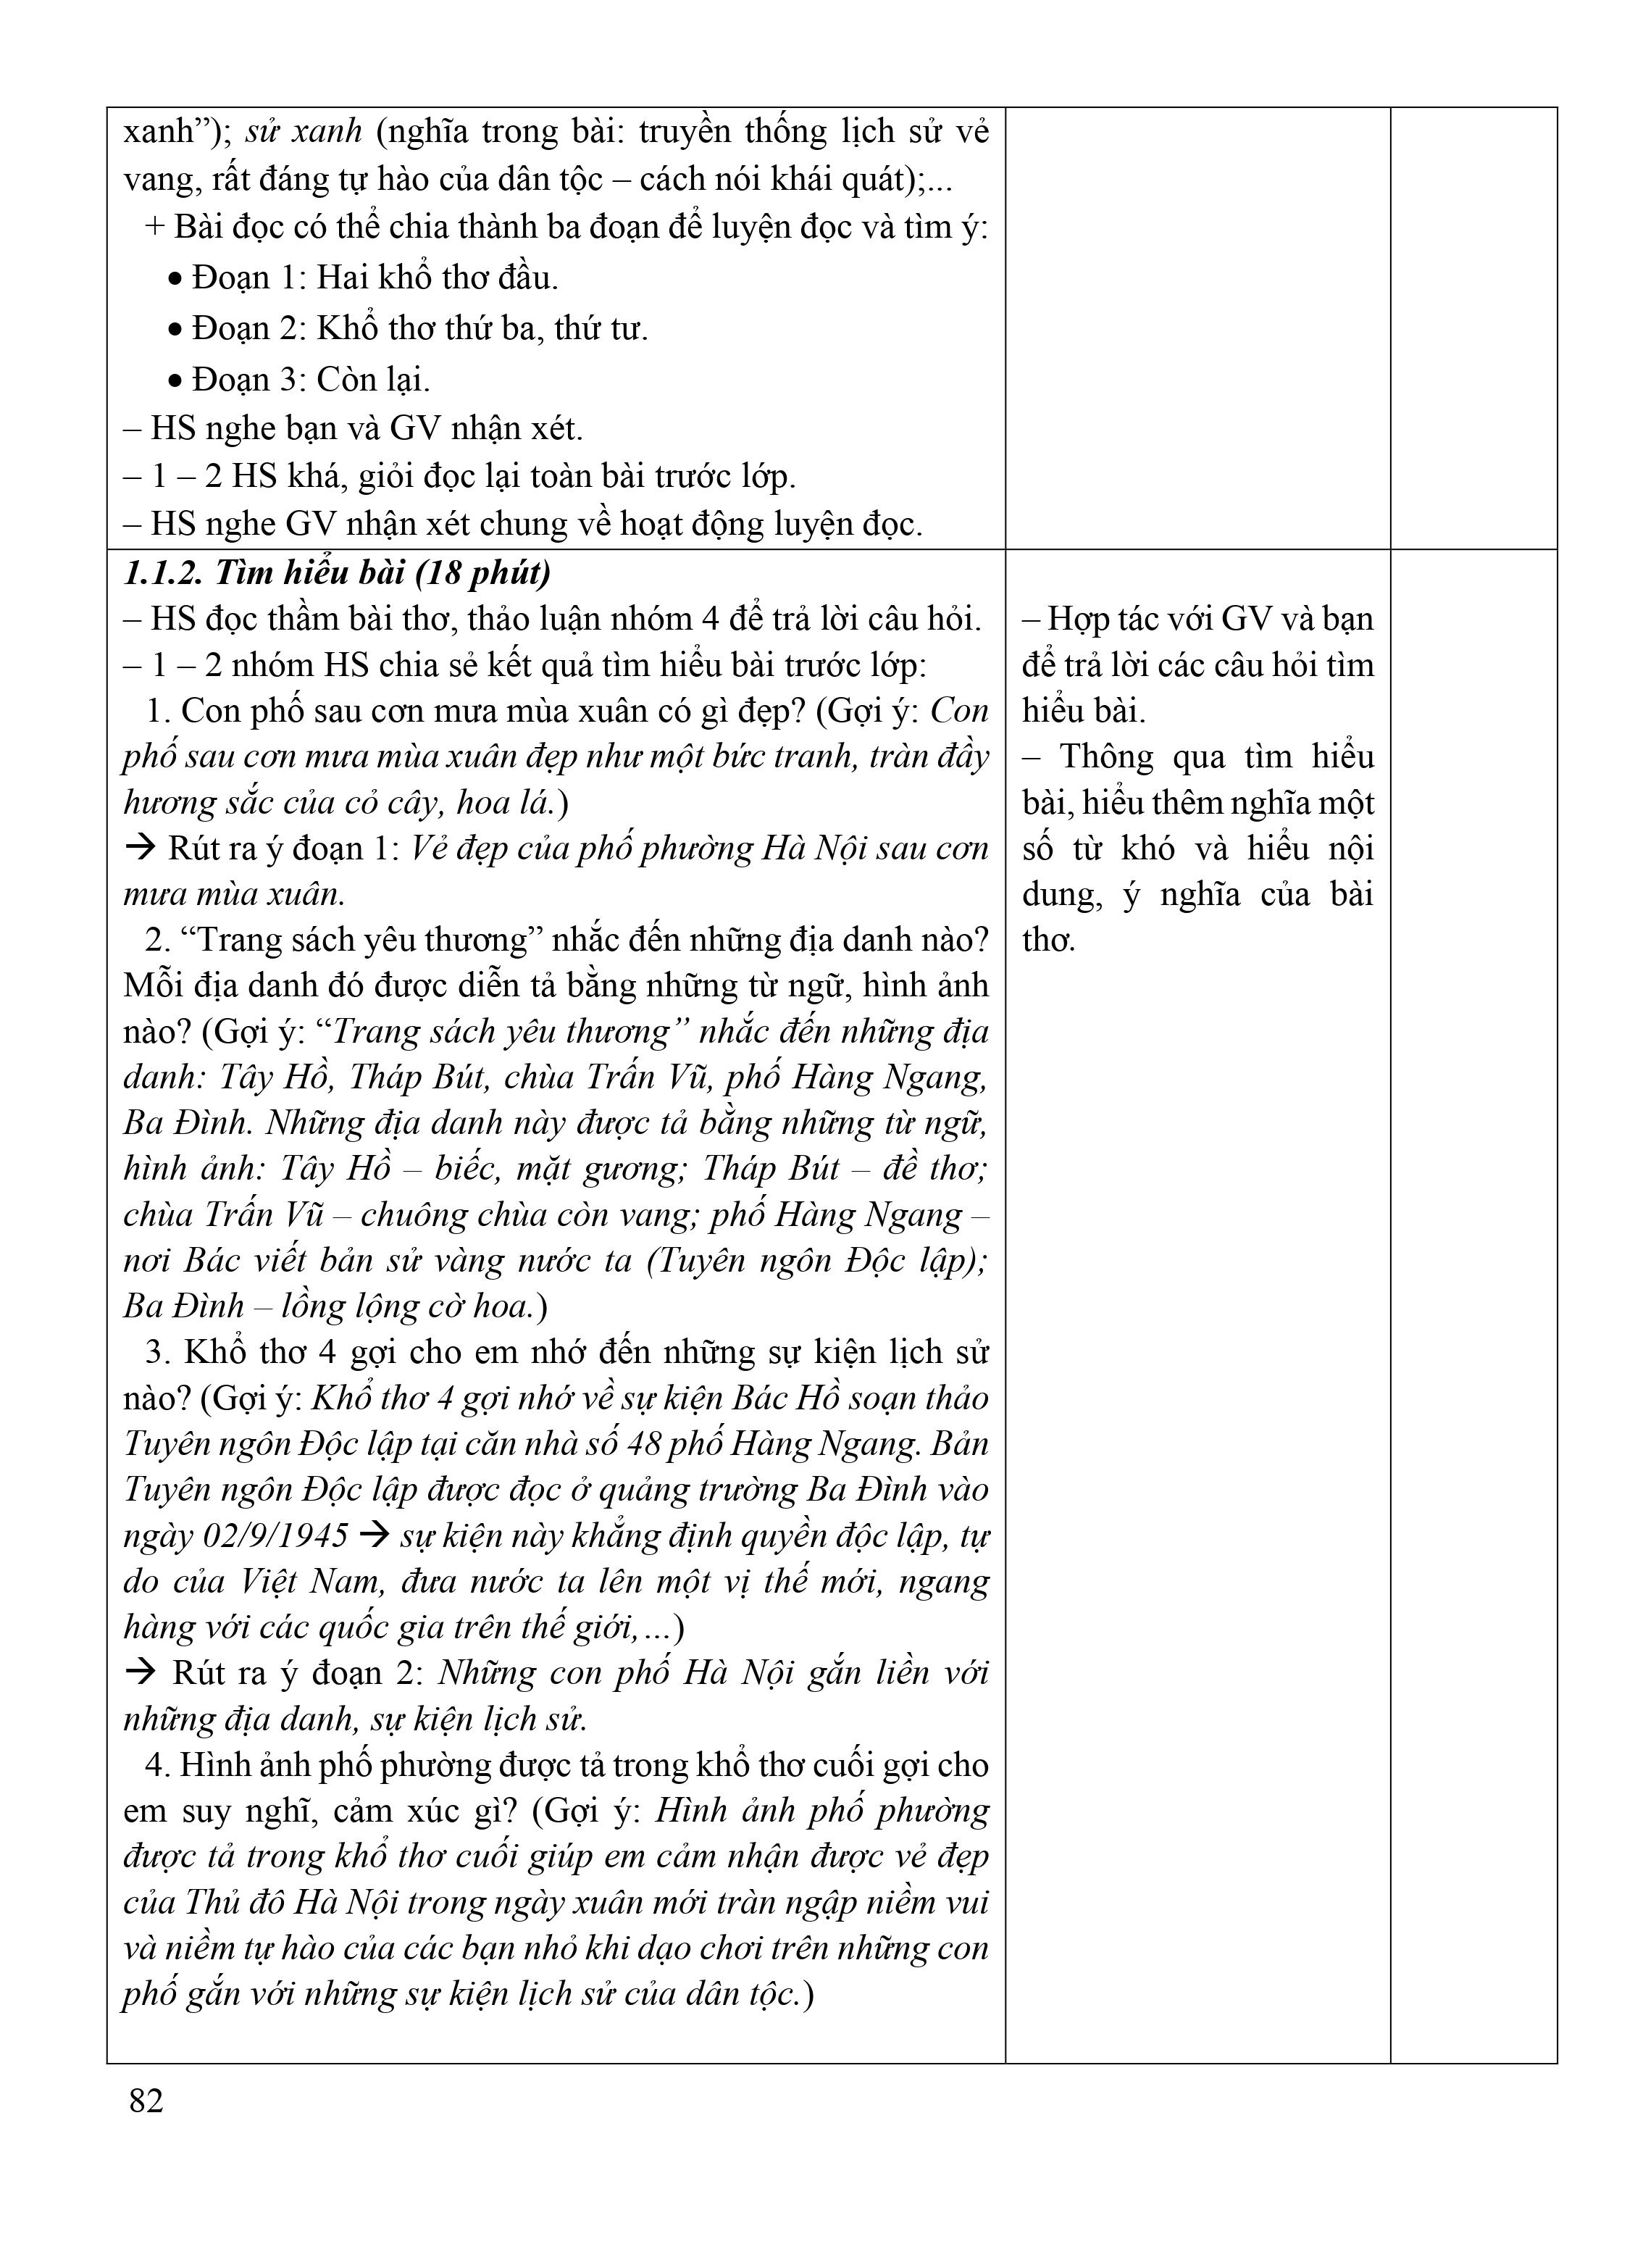 xanh”); sử xanh (nghĩa trong bài: truyền thống lịch sử vẻ
vang, rất đáng tự hào của dân tộc – cách nói khái quát);...
+ Bài đọc có thể chia thành ba đoạn để luyện đọc và tìm ý:
• Đoạn 1: Hai khổ thơ đầu.
• Đoạn 2: Khổ thơ thứ ba, thứ tư.
• Đoạn 3: Còn lại.
– HS nghe bạn và GV nhận xét.
– 1 – 2 HS khá, giỏi đọc lại toàn bài trước lớp.
– HS nghe GV nhận xét chung về hoạt động luyện đọc.
1.1.2. Tìm hiểu bài (18 phút)
– HS đọc thầm bài thơ, thảo luận nhóm 4 để trả lời câu hỏi.
– 1 – 2 nhóm HS chia sẻ kết quả tìm hiểu bài trước lớp:
1. Con phố sau cơn mưa mùa xuân có gì đẹp? (Gợi ý: Con
phố sau cơn mưa mùa xuân đẹp như một bức tranh, tràn đầy
hương sắc của cỏ cây, hoa lá.)
→ Rút ra ý đoạn 1: Vẻ đẹp của phố phường Hà Nội sau cơn
mưa mùa xuân.
2. “Trang sách yêu thương” nhắc đến những địa danh nào?
Mỗi địa danh đó được diễn tả bằng những từ ngữ, hình ảnh
nào? (Gợi ý: “Trang sách yêu thương” nhắc đến những địa
danh: Tây Hồ, Tháp Bút, chùa Trấn Vũ, phố Hàng Ngang,
Ba Đình. Những địa danh này được tả bằng những từ ngữ,
hình ảnh: Tây Hồ – biếc, mặt gương; Tháp Bút – đề thơ;
chùa Trấn Vũ – chuông chùa còn vang; phố Hàng Ngang –
nơi Bác viết bản sử vàng nước ta (Tuyên ngôn Độc lập);
Ba Đình – lồng lộng cờ hoa.)
3. Khổ thơ 4 gợi cho em nhớ đến những sự kiện lịch sử
nào? (Gợi ý: Khổ thơ 4 gợi nhớ về sự kiện Bác Hồ soạn thảo
Tuyên ngôn Độc lập tại căn nhà số 48 phố Hàng Ngang. Bản
Tuyên ngôn Độc lập được đọc ở quảng trường Ba Đình vào
ngày 02/9/1945 → sự kiện này khẳng định quyền độc lập, tự
do của Việt Nam, đưa nước ta lên một vị thế mới, ngang
hàng với các quốc gia trên thế giới,...)
→ Rút ra ý đoạn 2: Những con phố Hà Nội gắn liền với
những địa danh, sự kiện lịch sử.
4. Hình ảnh phố phường được tả trong khổ thơ cuối gợi cho
em suy nghĩ, cảm xúc gì? (Gợi ý: Hình ảnh phố phường
được tả trong khổ thơ cuối giúp em cảm nhận được vẻ đẹp
của Thủ đô Hà Nội trong ngày xuân mới tràn ngập niềm vui
và niềm tự hào của các bạn nhỏ khi dạo chơi trên những con
phố gắn với những sự kiện lịch sử của dân tộc.)
– Hợp tác với GV và bạn
để trả lời các câu hỏi tìm
hiểu bài.
– Thông qua tìm hiểu
bài, hiểu thêm nghĩa một
số từ khó và hiểu nội
dung, ý nghĩa của bài
thơ.
82